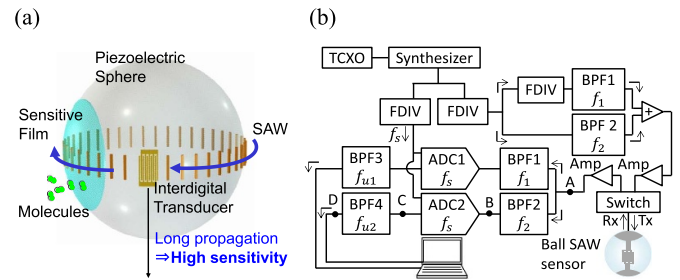 (a)
Piezoelectric
Sphere
Sensitive
Film
SAW
Interdigital
Transducer
Molecules
Long propagation
⇒High sensitivity
(b)
TCXO
Synthesizer
FDIV
FDIV
FDIV
BPF1
f1
BPF 2
f2
+
fs
BPF3
fu1
ADC1
fs
BPF1
f1
Amp
Amp
A
D
BPF4
fu2
C
ADC2
fs
B
BPF2
f2
Switch
Rx
Tx
Ball SAW
sensor